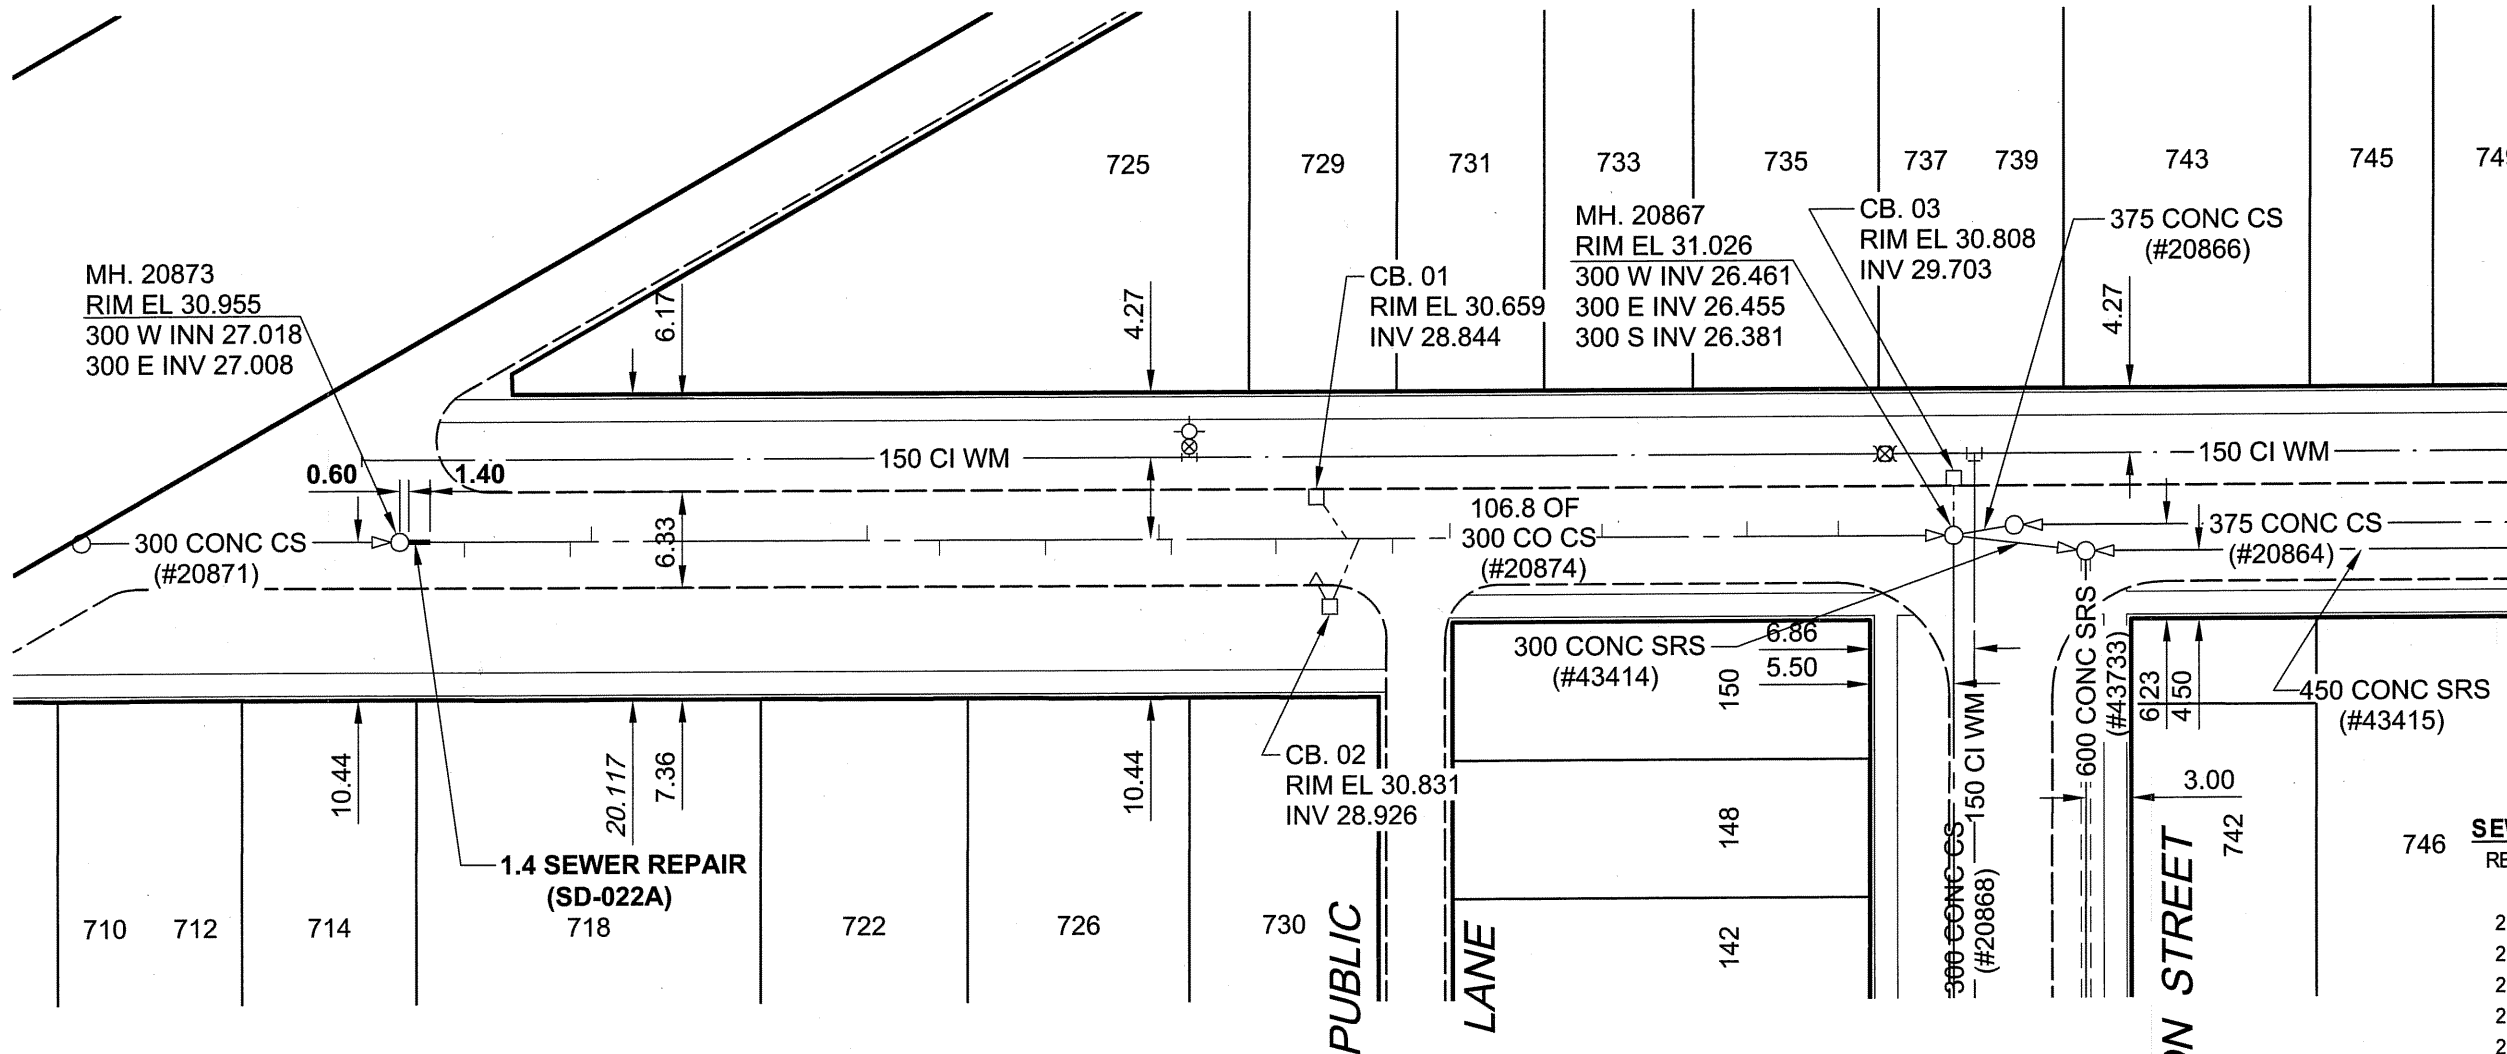 725
729
731
733
735
737
739
743
745
MH. 20873
RIM EL 30.955
300 W INN 27.018
300 E INV 27.008
6.17
4.27
CB. 01
RIM EL 30.659
INV 28.844
MH. 20867
RIM EL 31.026
300 W INV 26.461
300 E INV 26.455
300 S INV 26.381
CB. 03
RIM EL 30.808
INV 29.703
375 CONC CS
(#20866)
4.27
150 CI WM
150 CI WM
0.60
1.40
300 CONC CS
(#20871)
6.33
106.8 OF
300 CO CS
(#20874)
375 CONC CS
(#20864)
300 CONC SRS
(#43414)
6.86
5.50
150
148
142
600 CONC SRS
(#43733)
6.23
4.50
450 CONC SRS
(#43415)
10.44
20.117
7.36
10.44
CB. 02
RIM EL 30.831
INV 28.926
150 CI WM
300 CONC CS
(#20868)
3.00
742
746
1.4 SEWER REPAIR
(SD-022A)
710
712
714
718
722
726
730
PUBLIC
LANE
STREET